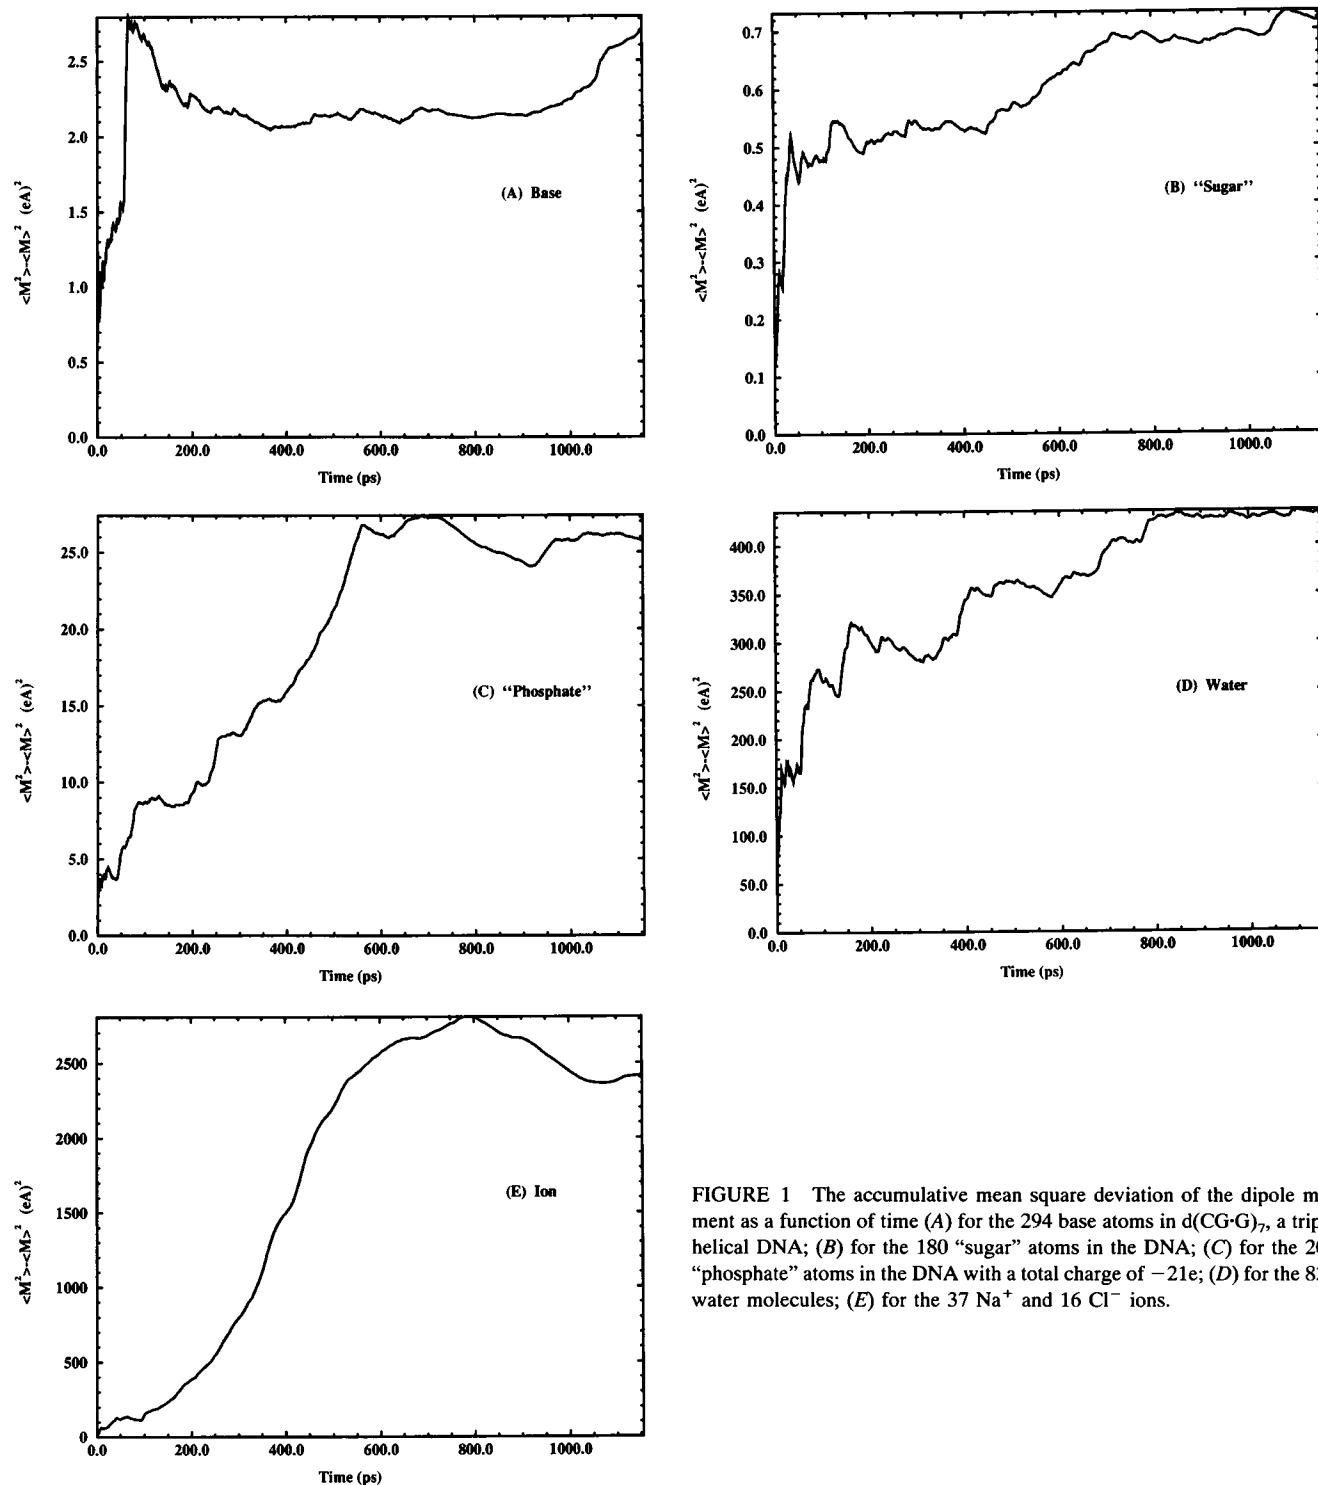 2.5
2.0
1.5
1.0
0.5
0.0
<M²>-<M>² (eA)²
(A) Base
0.0 200.0 400.0 600.0 800.0 1000.0
Time (ps)
0.7
0.6
0.5
0.4
0.3
0.2
0.1
0.0
<M²>-<M>² (eA)²
(B) “Sugar”
0.0 200.0 400.0 600.0 800.0 1000.0
Time (ps)
25.0
20.0
15.0
10.0
5.0
0.0
<M²>-<M>² (eA)²
(C) “Phosphate”
0.0 200.0 400.0 600.0 800.0 1000.0
Time (ps)
400.0
350.0
300.0
250.0
200.0
150.0
100.0
50.0
0.0
<M²>-<M>² (eA)²
(D) Water
0.0 200.0 400.0 600.0 800.0 1000.0
Time (ps)
2500
2000
1500
1000
500
0
<M²>-<M>² (eA)²
(E) Ion
0.0 200.0 400.0 600.0 800.0 1000.0
Time (ps)
FIGURE 1 The accumulative mean square deviation of the dipole m
ment as a function of time (A) for the 294 base atoms in d(CG·G)₇, a trip
helical DNA; (B) for the 180 “sugar” atoms in the DNA; (C) for the
“phosphate” atoms in the DNA with a total charge of −21e; (D) for the
water molecules; (E) for the 37 Na⁺ and 16 Cl⁻ ions.